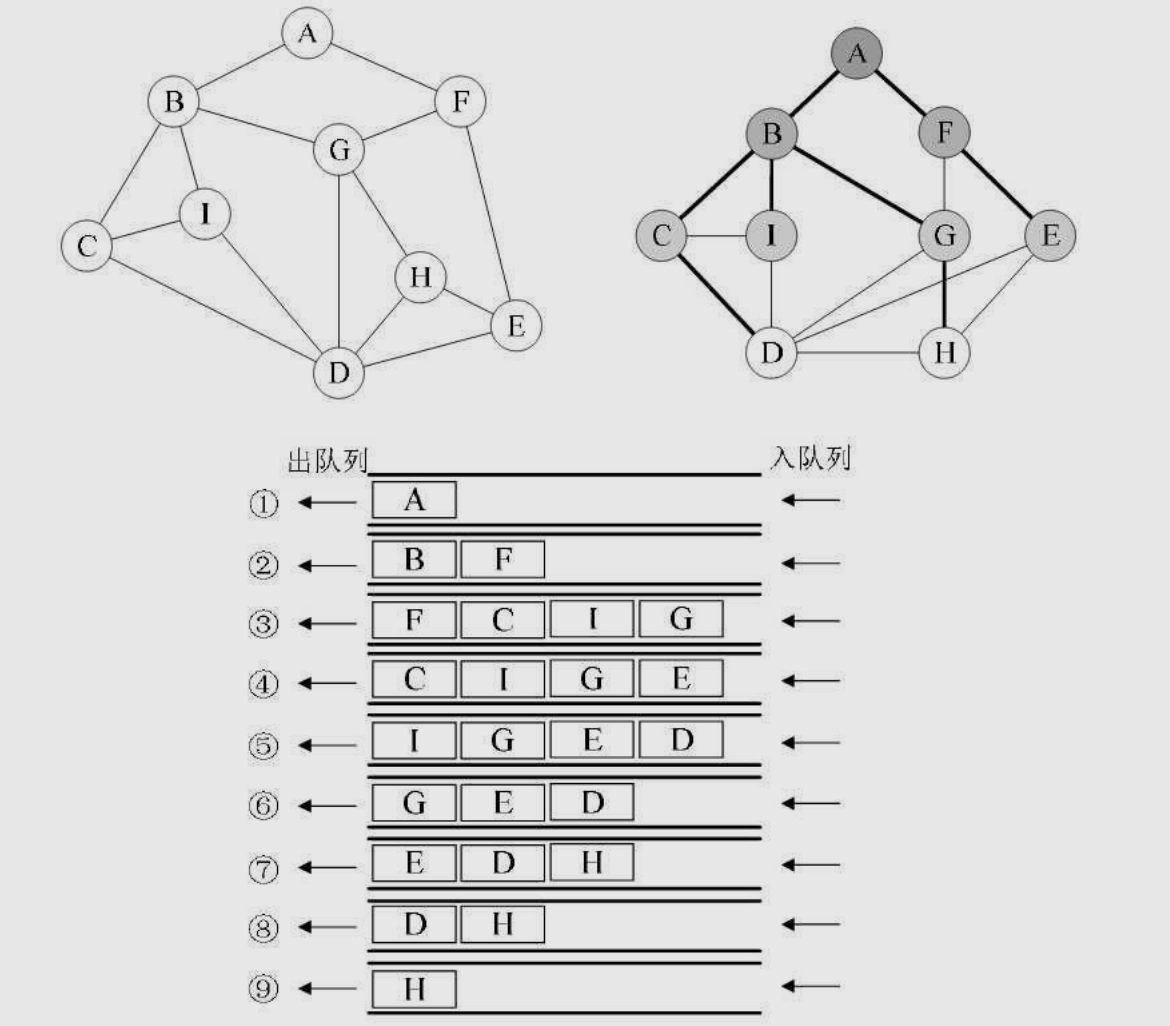 A
A
B
F
B
F
G
I
C
C
I
G
E
H
E
D
D
H
出队列
入队列
① A
② B F
③ F C I G
④ C I G E
⑤ I G E D
⑥ G E D
⑦ E D H
⑧ D H
⑨ H